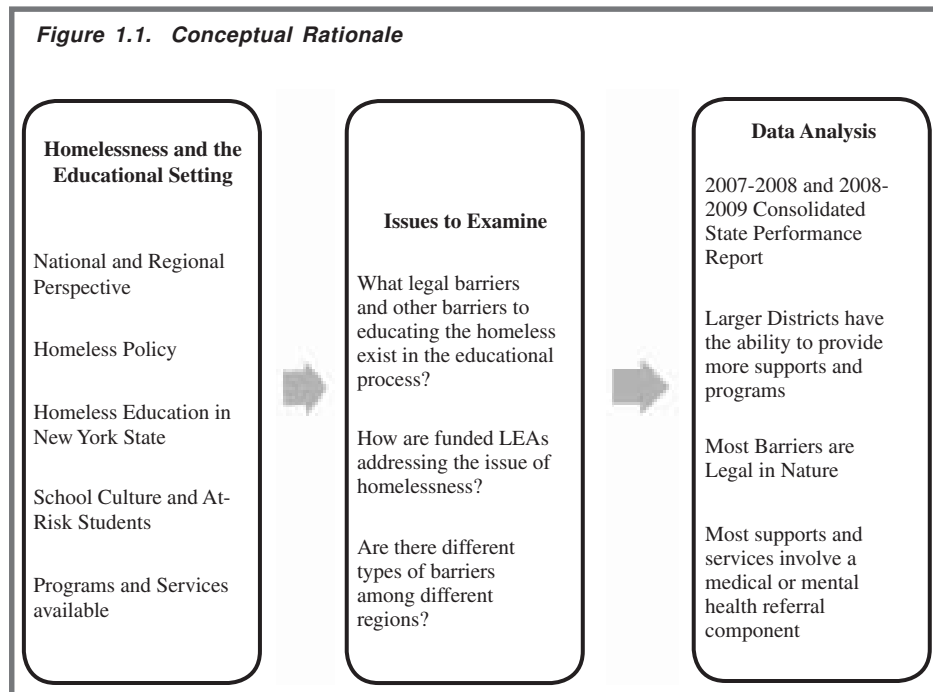 Figure 1.1. Conceptual Rationale
Homelessness and the
Educational Setting
National and Regional
Perspective
Homeless Policy
Homeless Education in
New York State
School Culture and At-
Risk Students
Programs and Services
available
Issues to Examine
What legal barriers
and other barriers to
educating the homeless
exist in the educational
process?
How are funded LEAs
addressing the issue of
homelessness?
Are there different
types of barriers
among different
regions?
Data Analysis
2007-2008 and 2008-
2009 Consolidated
State Performance
Report
Larger Districts have
the ability to provide
more supports and
programs
Most Barriers are
Legal in Nature
Most supports and
services involve a
medical or mental
health referral
component